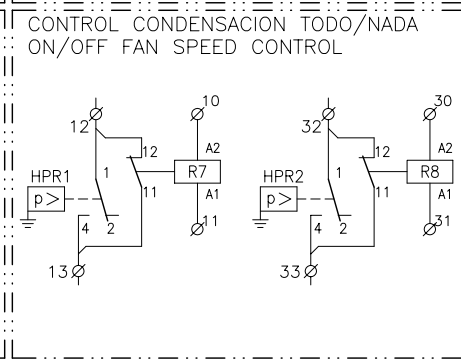 CONTROL CONDENSACION TODO/NADA
ON/OFF FAN SPEED CONTROL
12 10 32 30
12 A2 12 A2
HPR1 1 R7 HPR2 1 R8
p> 11 A1 p> 11 A1
4 2 11 4 2 31
13 33